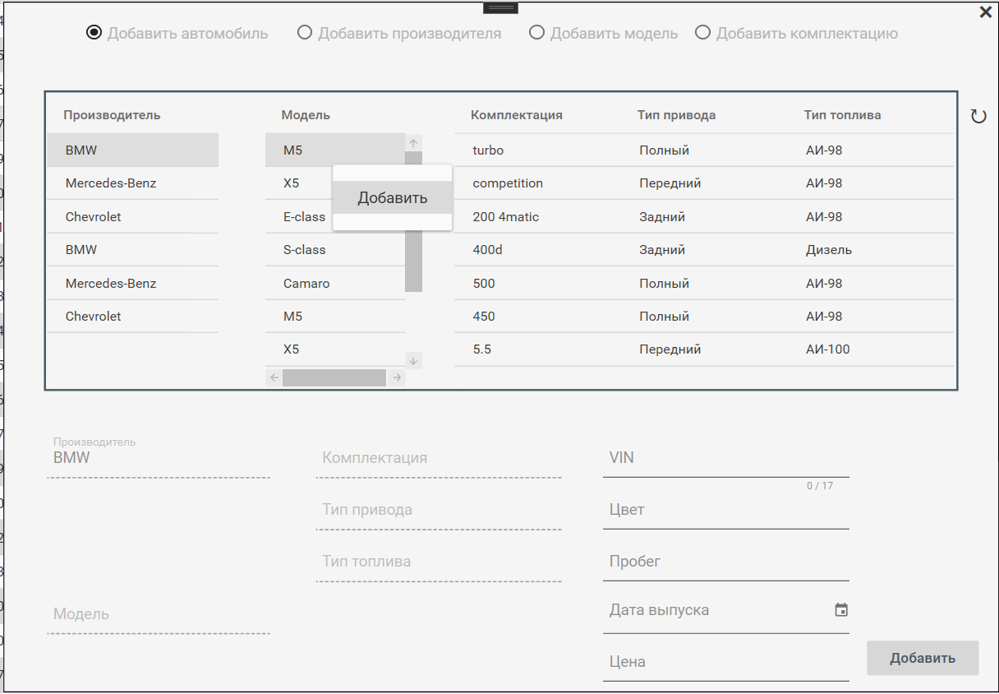 Добавить автомобиль Добавить производителя Добавить модель Добавить комплектацию
Производитель Модель Комплектация Тип привода Тип топлива
BMW M5 turbo Полный АИ-98
Mercedes-Benz X5 competition Передний АИ-98
Добавить
Chevrolet E-class 200 4matic Задний АИ-98
BMW S-class 400d Задний Дизель
Mercedes-Benz Camaro 500 Полный АИ-98
Chevrolet M5 450 Полный АИ-98
X5 5.5 Передний АИ-100
Производитель
BMW Комплектация VIN
0 / 17
Тип привода Цвет
Тип топлива Пробег
Модель Дата выпуска
Цена Добавить